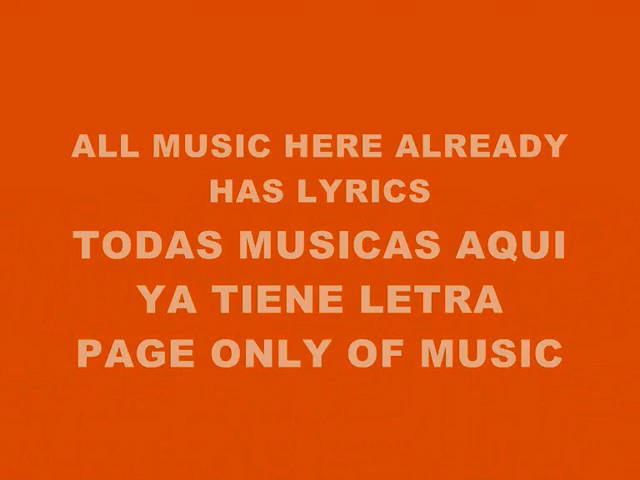 ALL MUSIC HERE ALREADY
HAS LYRICS
TODAS MUSICAS AQUI
YA TIENE LETRA
PAGE ONLY OF MUSIC